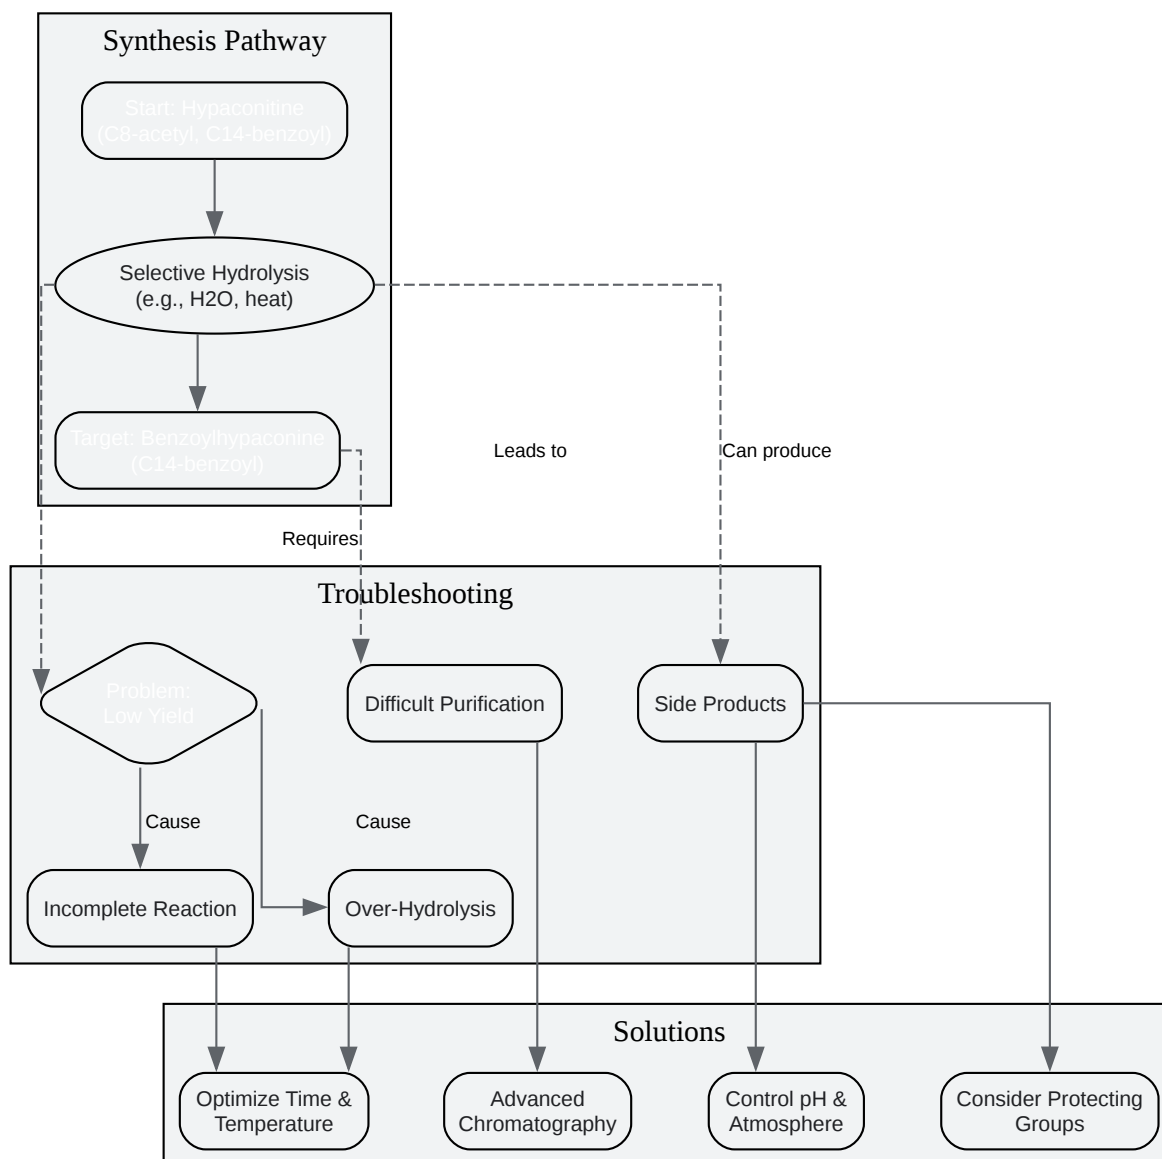 Synthesis Pathway
Start: Hypaconitine
(C8-acetyl, C14-benzoyl)
Selective Hydrolysis
(e.g., H2O, heat)
Target: Benzoylhypaconine
(C14-benzoyl)
Leads to
Can produce
Requires
Troubleshooting
Problem:
Low Yield
Difficult Purification
Side Products
Cause
Cause
Incomplete Reaction
Over-Hydrolysis
Solutions
Optimize Time &
Temperature
Advanced
Chromatography
Control pH &
Atmosphere
Consider Protecting
Groups